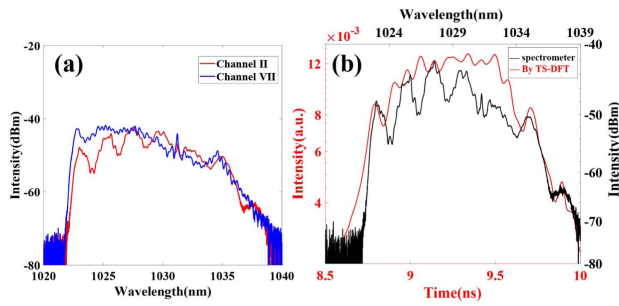 (a)
-20
-40
-60
-80
Intensity(dBm)
Channel II
Channel VII
1020
1025
1030
1035
1040
Wavelength(nm)
Wavelength(nm)
1024
1029
1034
1039
×10⁻³
(b)
spectrometer
By TS-DFT
12
8
6
4
Intensity(a.u.)
-40
-50
-60
-70
-80
Intensity(dBm)
8.5
9
9.5
10
Time(ns)